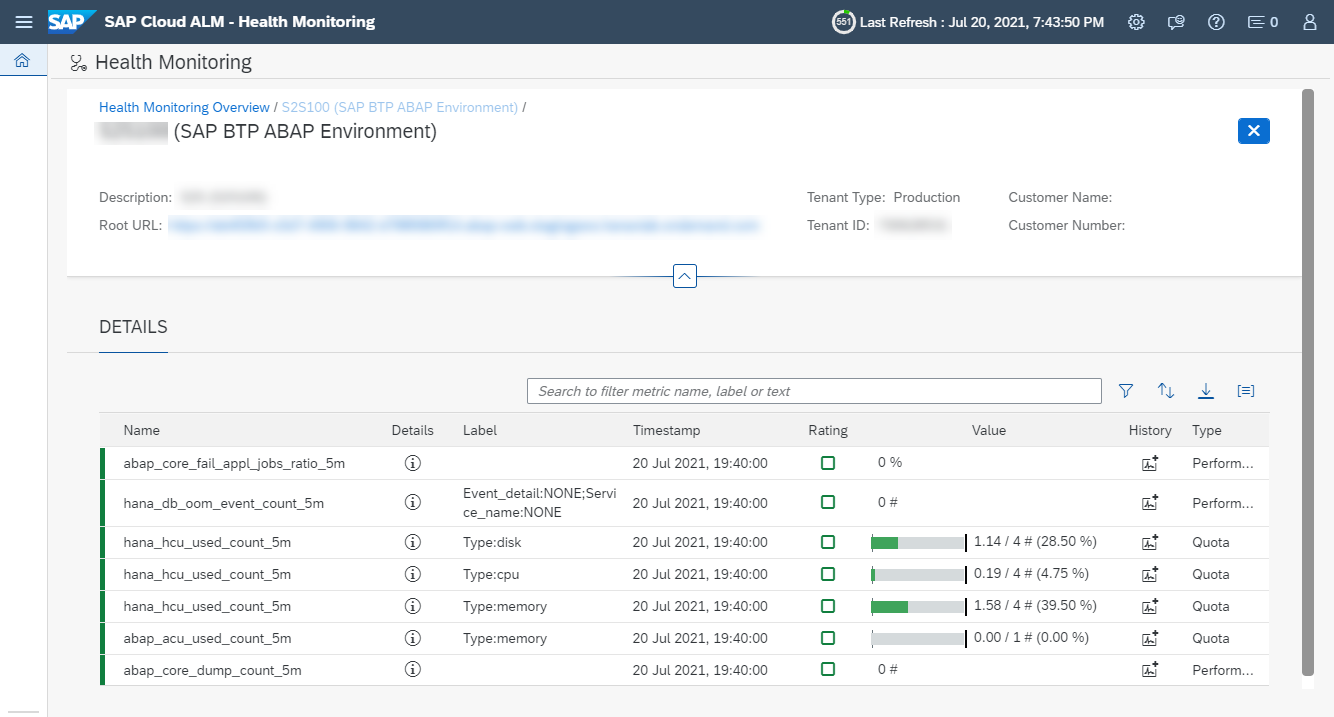 SAP SAP Cloud ALM - Health Monitoring 551 Last Refresh : Jul 20, 2021, 7:43:50 PM 0
Health Monitoring
Health Monitoring Overview / S2S100 (SAP BTP ABAP Environment) /
(SAP BTP ABAP Environment)
Description: Tenant Type: Production Customer Name:
Root URL: Tenant ID: Customer Number:
DETAILS
Search to filter metric name, label or text
Name Details Label Timestamp Rating Value History Type
abap_core_fail_appl_jobs_ratio_5m 20 Jul 2021, 19:40:00 0 % Perform...
hana_db_oom_event_count_5m Event_detail:NONE;Servi
ce_name:NONE 20 Jul 2021, 19:40:00 0 # Perform...
hana_hcu_used_count_5m Type:disk 20 Jul 2021, 19:40:00 1.14 / 4 # (28.50 %) Quota
hana_hcu_used_count_5m Type:cpu 20 Jul 2021, 19:40:00 0.19 / 4 # (4.75 %) Quota
hana_hcu_used_count_5m Type:memory 20 Jul 2021, 19:40:00 1.58 / 4 # (39.50 %) Quota
abap_acu_used_count_5m Type:memory 20 Jul 2021, 19:40:00 0.00 / 1 # (0.00 %) Quota
abap_core_dump_count_5m 20 Jul 2021, 19:40:00 0 # Perform...